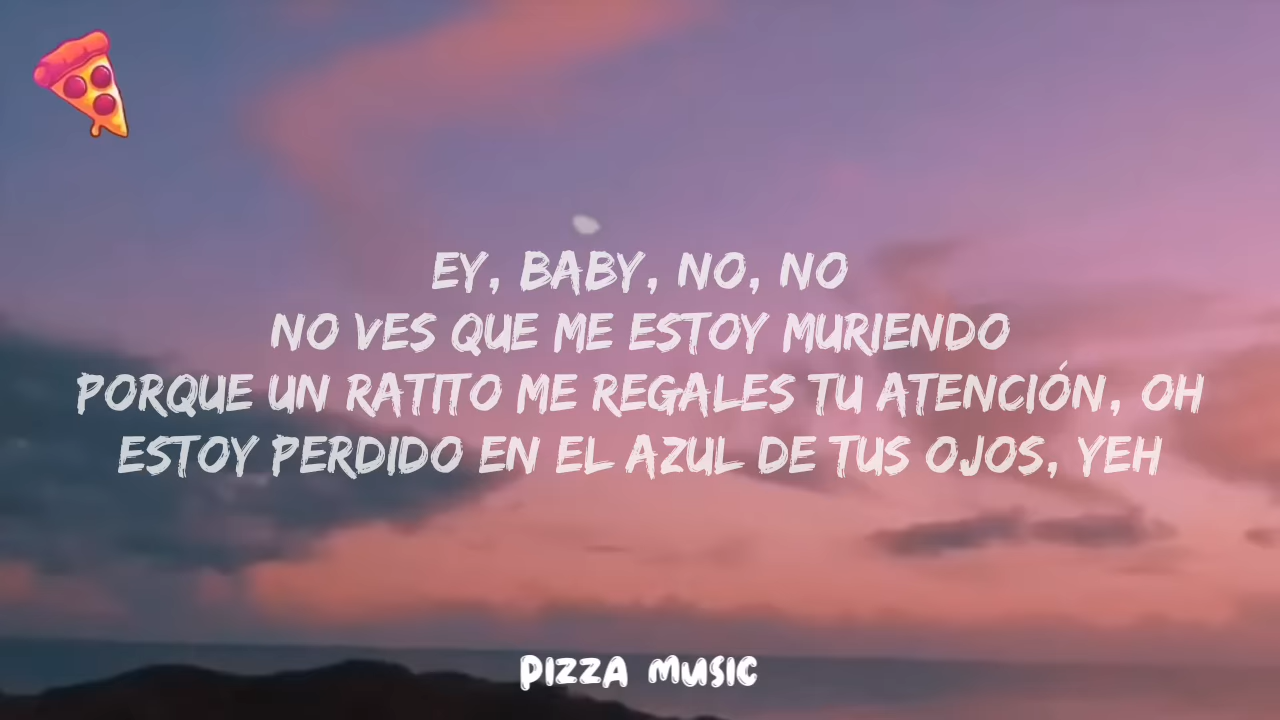 EY, BABY, NO, NO
NO VES QUE ME ESTOY MURIENDO
PORQUE UN RATITO ME REGALES TU ATENCIÓN, OH
ESTOY PERDIDO EN EL AZUL DE TUS OJOS, YEH
PIZZA MUSIC